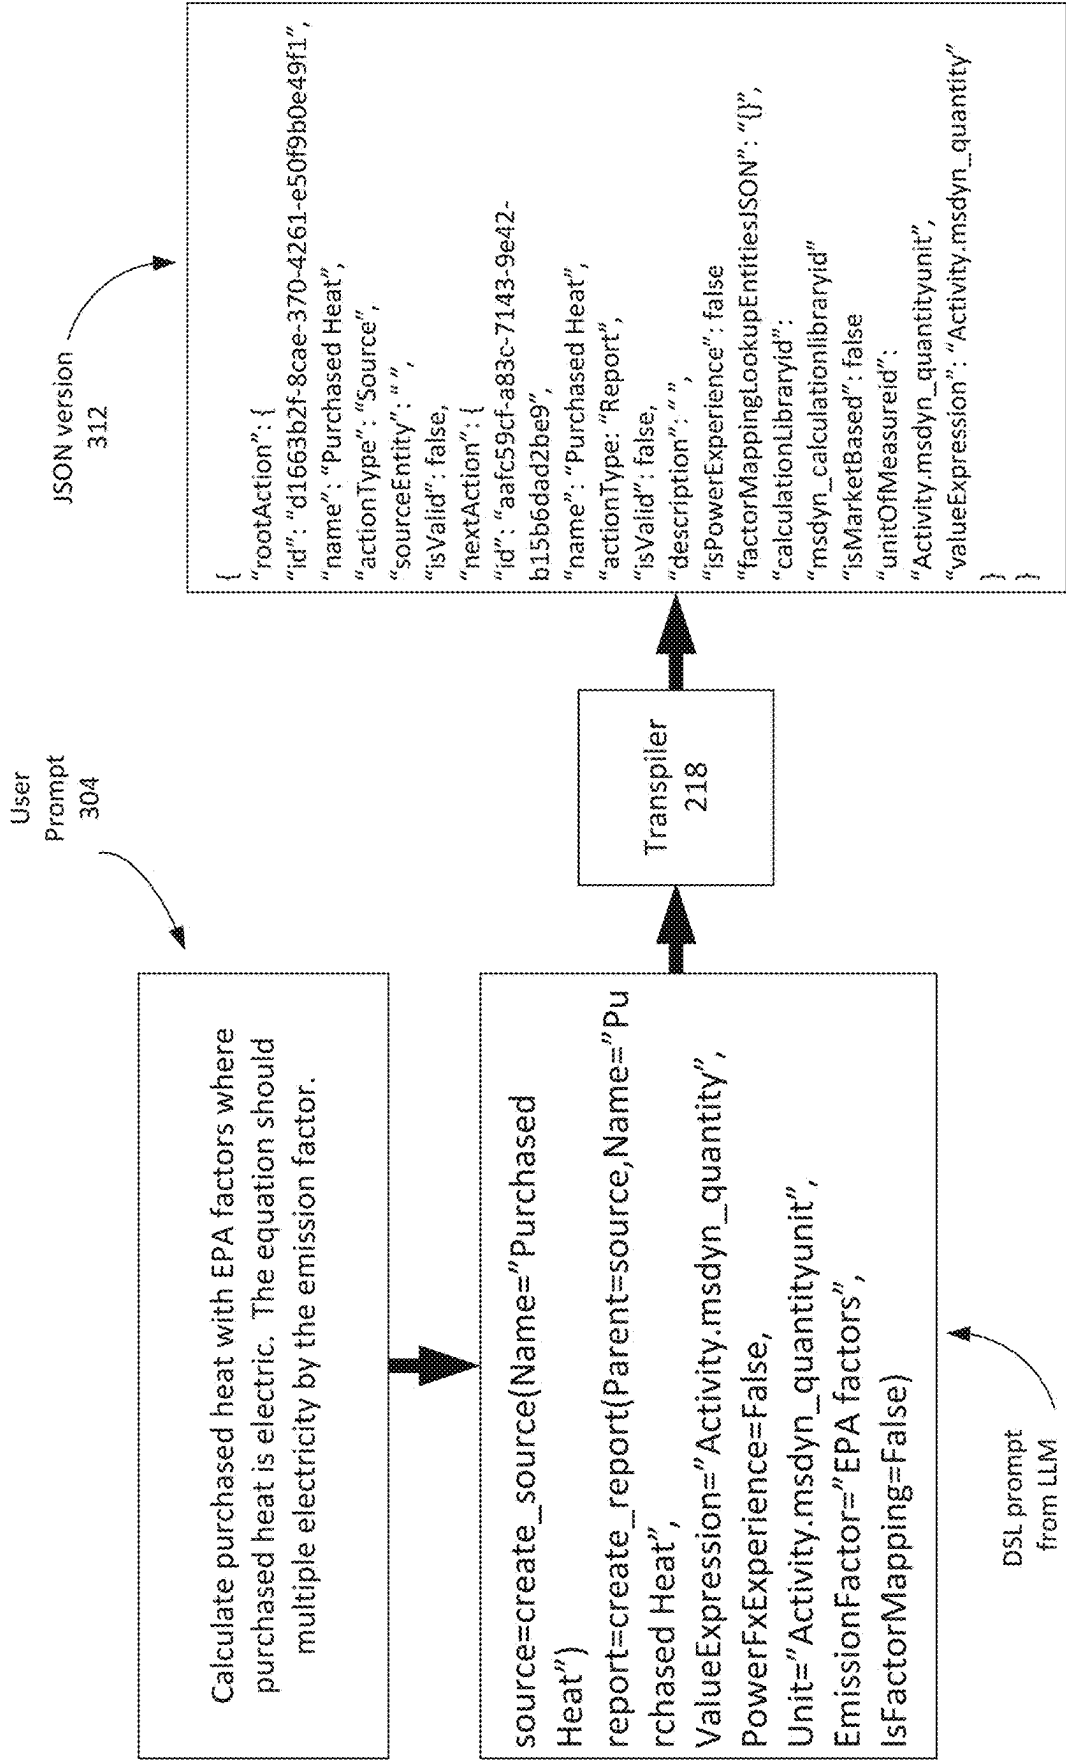 User
Prompt
304
Calculate purchased heat with EPA factors where
purchased heat is electric. The equation should
multiple electricity by the emission factor.
source=create_source(Name="Purchased
Heat")
report=create_report(Parent=source,Name="Pu
rchased Heat",
ValueExpression="Activity.msdyn_quantity",
PowerFxExperience=False,
Unit="Activity.msdyn_quantityunit",
EmissionFactor="EPA factors",
IsFactorMapping=False)
DSL prompt
from LLM
Transpiler
218
JSON version
312
{
"rootAction": {
"id": "d1663b2f-8cae-370-4261-e50f9b0e49f1",
"name": "Purchased Heat",
"actionType": "Source",
"sourceEntity": " ",
"isValid": false,
"nextAction": {
"id": "aafc59cf-a83c-7143-9e42-
b15b6dad2be9",
"name": "Purchased Heat",
"actionType: "Report",
"isValid": false,
"description": " ",
"isPowerExperience": false
"factorMappingLookupEntitiesJSON": "{}",
"calculationLibraryid":
"msdyn_calculationlibraryid"
"isMarketBased": false
"unitOfMeasureid":
"Activity.msdyn_quantityunit",
"valueExpression": "Activity.msdyn_quantity"
}
}